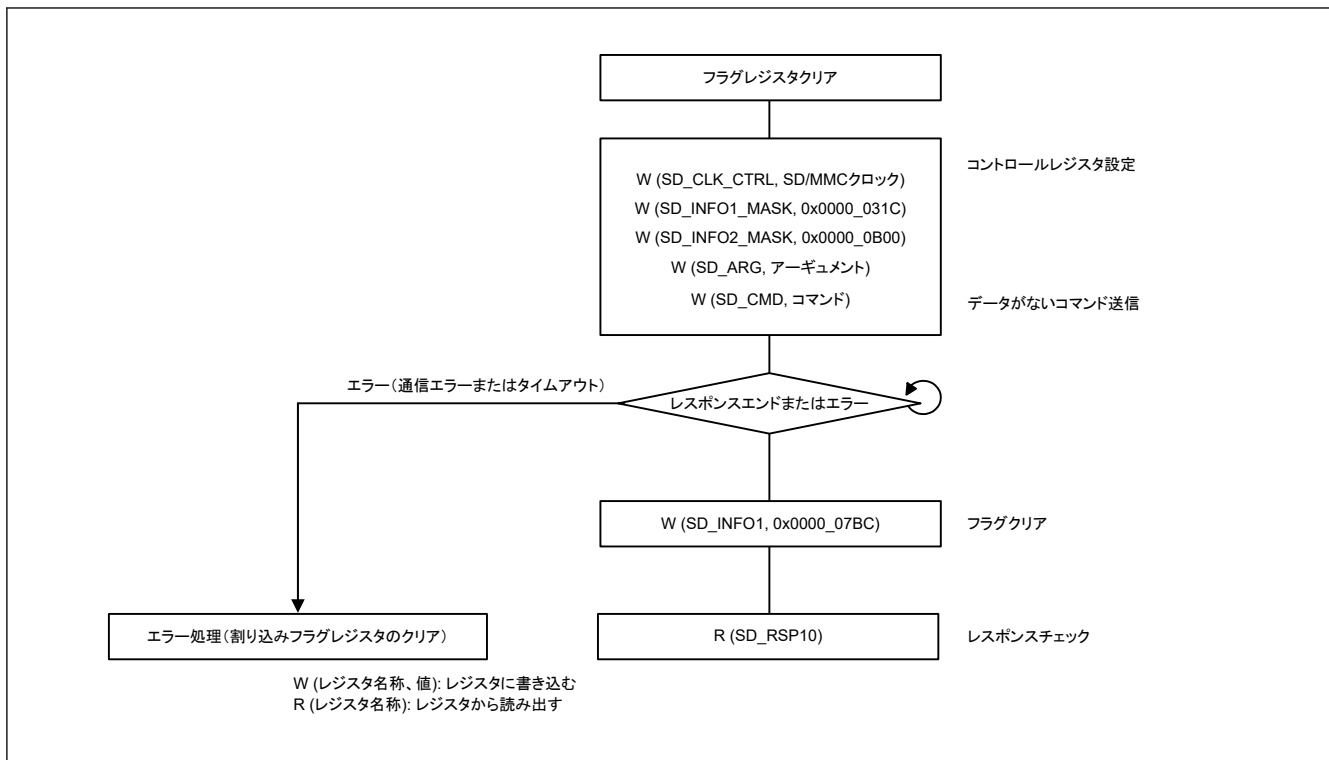 フラグレジスタクリア
コントロールレジスタ設定
W (SD_CLK_CTRL, SD/MMCクロック)
W (SD_INFO1_MASK, 0x0000_031C)
W (SD_INFO2_MASK, 0x0000_0B00)
W (SD_ARG, アーギュメント)
W (SD_CMD, コマンド)
データがないコマンド送信
エラー(通信エラーまたはタイムアウト)
レスポンスエンドまたはエラー
W (SD_INFO1, 0x0000_07BC)
フラグクリア
エラー処理(割り込みフラグレジスタのクリア)
R (SD_RSP10)
レスポンスチェック
W (レジスタ名称、値): レジスタに書き込む
R (レジスタ名称): レジスタから読み出す